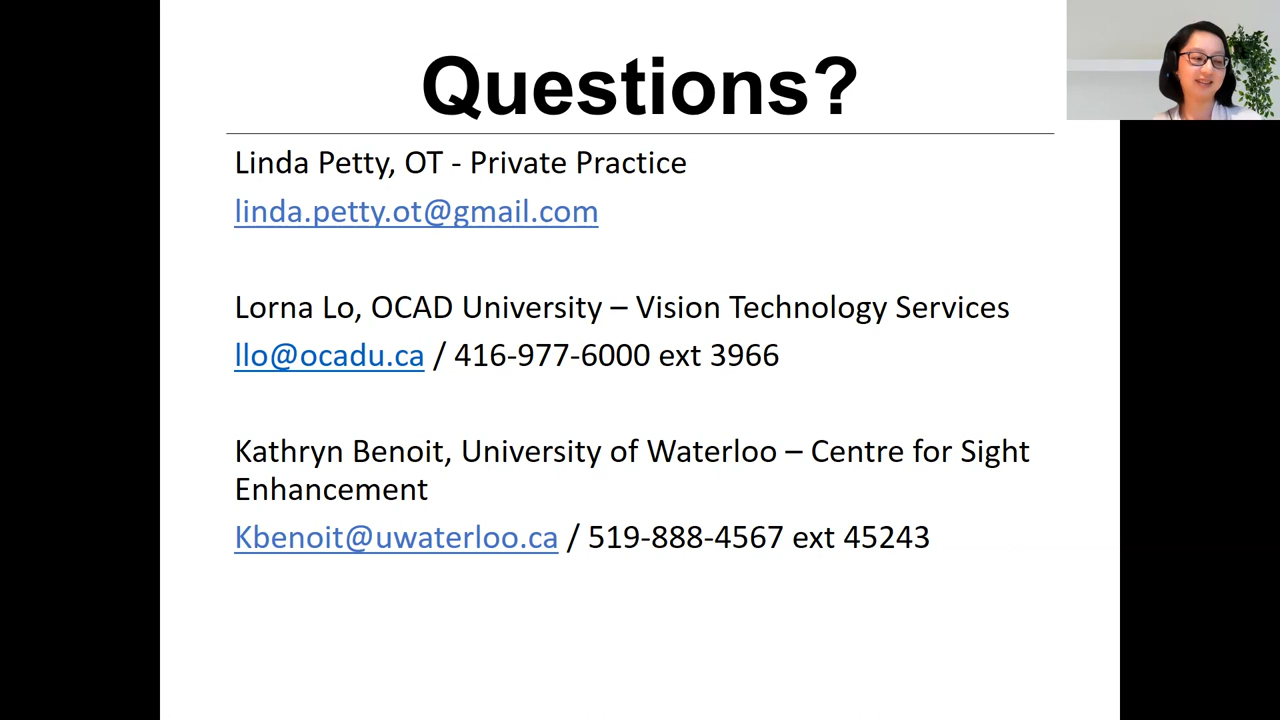 Questions?
Linda Petty, OT - Private Practice
linda.petty.ot@gmail.com
Lorna Lo, OCAD University – Vision Technology Services
llo@ocadu.ca / 416-977-6000 ext 3966
Kathryn Benoit, University of Waterloo – Centre for Sight
Enhancement
Kbenoit@uwaterloo.ca / 519-888-4567 ext 45243